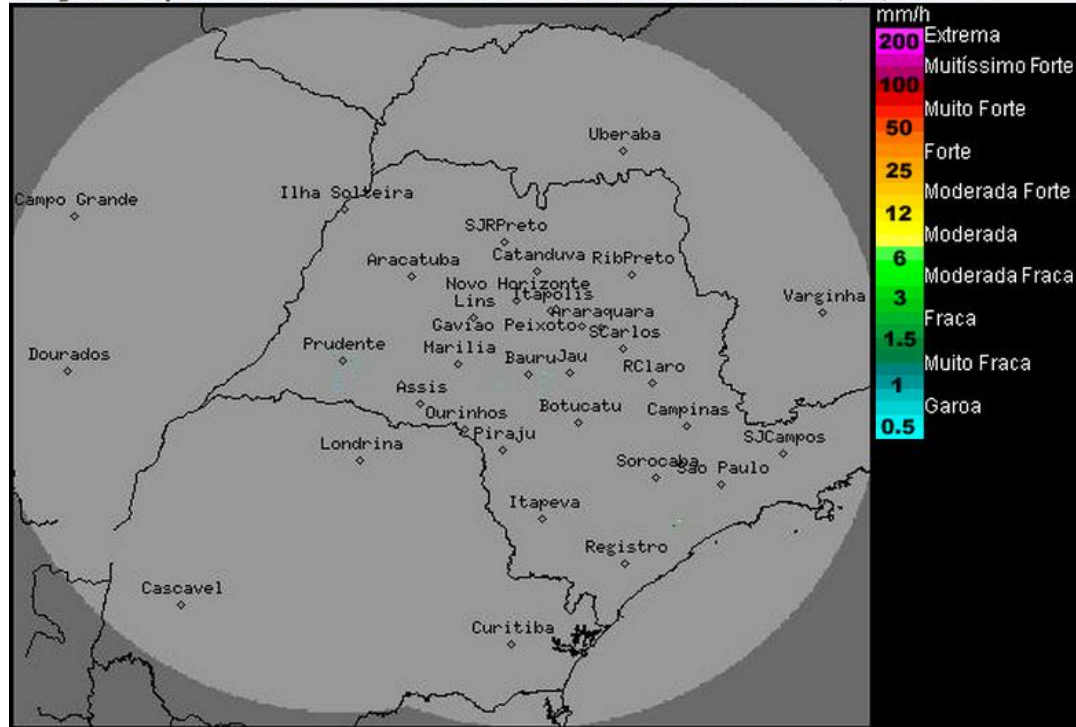 mm/h
200 Extrema
Muitíssimo Forte
100
Muito Forte
50
Forte
25
Moderada Forte
12
Moderada
6
Moderada Fraca
3
Fraca
1.5
Muito Fraca
1
Garoa
0.5
Uberaba
Campo Grande
Ilha Solteira
SJRPreto
Aracatuba
Catanduva
RibPreto
Novo Horizonte
Itapolis
Lins
Araraquara
Varginha
Gaviao Peixoto
SCarlos
Prudente
Marilia
Bauru
Jau
Dourados
RClaro
Assis
Ourinhos
Botucatu
Campinas
Piraju
Londrina
SJCampos
Sorocaba
Sao Paulo
Itapeva
Registro
Cascavel
Curitiba